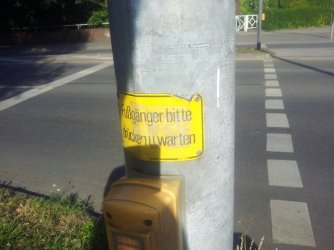 Fußgänger bitte
drücken u. warten